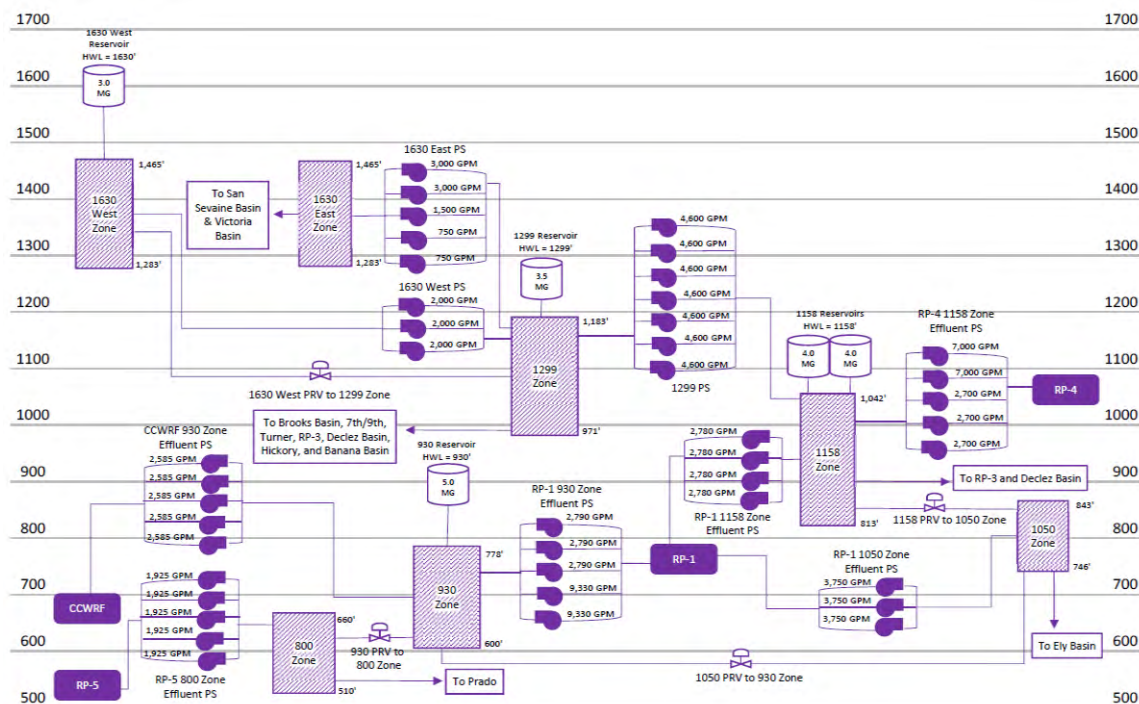 1700
1700
1630 West
Reservoir
HWL = 1630'
3.0
MG
1600
1600
1500
1500
1630 East PS
1,465'
1630
West
Zone
1,283'
To San
Sevaine Basin
& Victoria
Basin
1,465'
1630
East
Zone
1,283'
3,000 GPM
3,000 GPM
1,500 GPM
750 GPM
750 GPM
1400
1400
1300
1300
1299 Reservoir
HWL = 1299'
3.5
MG
4,600 GPM
4,600 GPM
4,600 GPM
4,600 GPM
4,600 GPM
4,600 GPM
4,600 GPM
1299 PS
1630 West PS
2,000 GPM
2,000 GPM
2,000 GPM
1200
1200
1,183'
1299
Zone
971'
1158 Reservoirs
HWL = 1158'
4.0
MG
4.0
MG
RP-4 1158 Zone
Effluent PS
7,000 GPM
7,000 GPM
2,700 GPM
2,700 GPM
2,700 GPM
RP-4
1100
1100
1630 West PRV to 1299 Zone
1,042'
1158
Zone
813'
1000
1000
To Brooks Basin, 7th/9th,
Turner, RP-3, Declez Basin,
Hickory, and Banana Basin
CCWRF 930 Zone
Effluent PS
2,585 GPM
2,585 GPM
2,585 GPM
2,585 GPM
2,585 GPM
930 Reservoir
HWL = 930'
5.0
MG
2,780 GPM
2,780 GPM
2,780 GPM
2,780 GPM
RP-1 1158 Zone
Effluent PS
900
900
To RP-3 and Declez Basin
1158 PRV to 1050 Zone
RP-1 930 Zone
Effluent PS
2,790 GPM
2,790 GPM
2,790 GPM
9,330 GPM
9,330 GPM
843'
1050
Zone
746'
800
800
778'
930
Zone
600'
RP-1
RP-1 1050 Zone
Effluent PS
3,750 GPM
3,750 GPM
3,750 GPM
700
700
CCWRF
1,925 GPM
1,925 GPM
1,925 GPM
1,925 GPM
1,925 GPM
RP-5 800 Zone
Effluent PS
660'
800
Zone
510'
930 PRV to
800 Zone
600
600
To Ely Basin
RP-5
To Prado
1050 PRV to 930 Zone
500
500